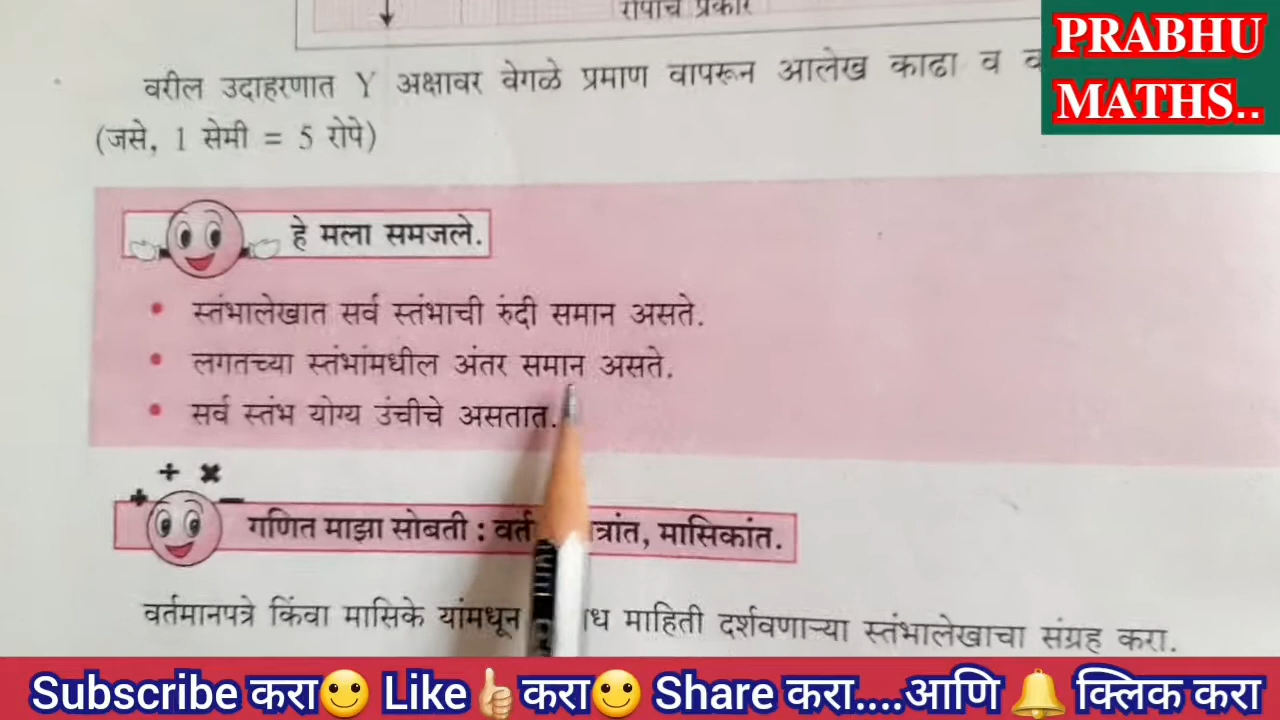 रोपांचे प्रकार
PRABHU
MATHS..
वरील उदाहरणात Y अक्षावर वेगळे प्रमाण वापरून आलेख काढा व
(जसे, 1 सेमी = 5 रोपे)
हे मला समजले.
• स्तंभालेखात सर्व स्तंभाची रुंदी समान असते.
• लगतच्या स्तंभांमधील अंतर समान असते.
• सर्व स्तंभ योग्य उंचीचे असतात.
÷ × + −
गणित माझा सोबती : मासिकांत.
वर्तमानपत्रे किंवा मासिके यांमधून माहिती दर्शवणाऱ्या स्तंभालेखाचा संग्रह करा.
Subscribe करा🙂 Like👍करा🙂 Share करा....आणि 🔔 क्लिक करा